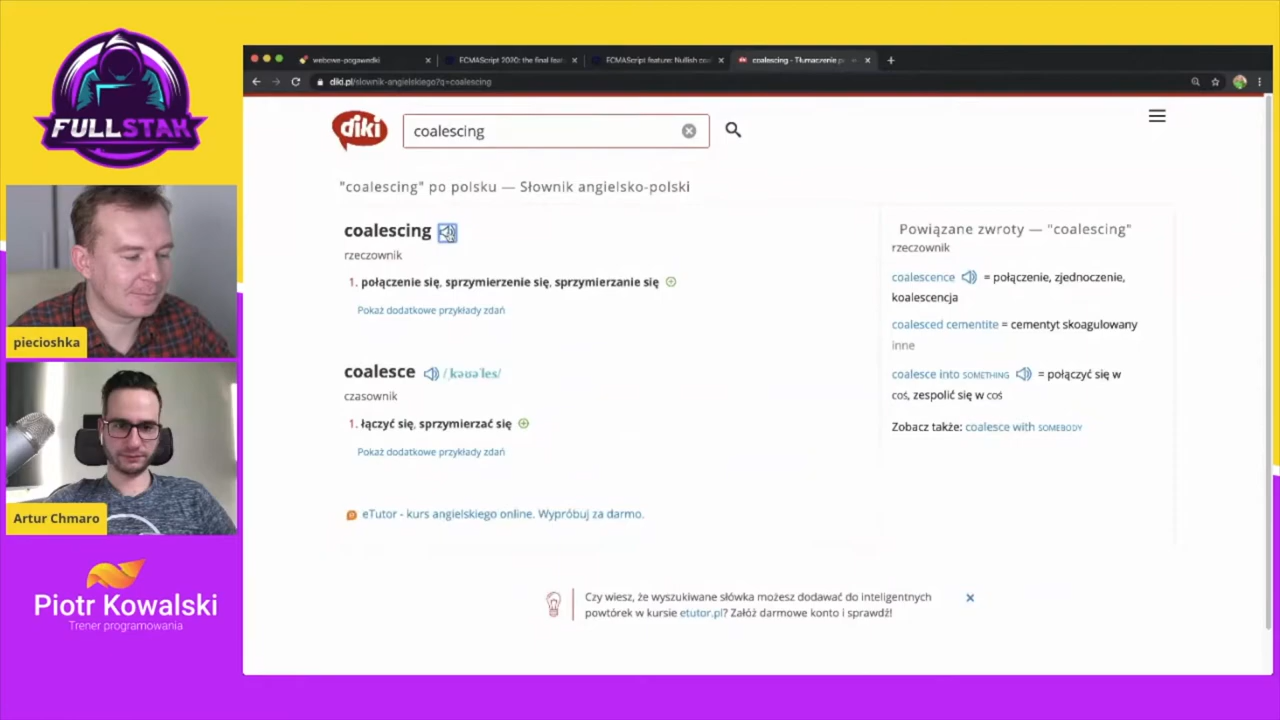 FULLSTAK
piecioshka
Artur Chmaro
Piotr Kowalski
Trener programowania
webowe-pogawedki
ECMAScript 2020: the final fea
ECMAScript feature: Nullish co
coalescing - Tłumaczenie p
diki.pl/slownik-angielskiego?q=coalescing
diki
coalescing
"coalescing" po polsku — Słownik angielsko-polski
coalescing
rzeczownik
1. połączenie się, sprzymierzenie się, sprzymierzanie się
Pokaż dodatkowe przykłady zdań
coalesce /ˌkəʊəˈles/
czasownik
1. łączyć się, sprzymierzać się
Pokaż dodatkowe przykłady zdań
eTutor - kurs angielskiego online. Wypróbuj za darmo.
Powiązane zwroty — "coalescing"
rzeczownik
coalescence = połączenie, zjednoczenie,
koalescencja
coalesced cementite = cementyt skoagulowany
inne
coalesce into SOMETHING = połączyć się w
coś, zespolić się w coś
Zobacz także: coalesce with SOMEBODY
Czy wiesz, że wyszukiwane słówka możesz dodawać do inteligentnych
powtórek w kursie etutor.pl? Załóż darmowe konto i sprawdź!